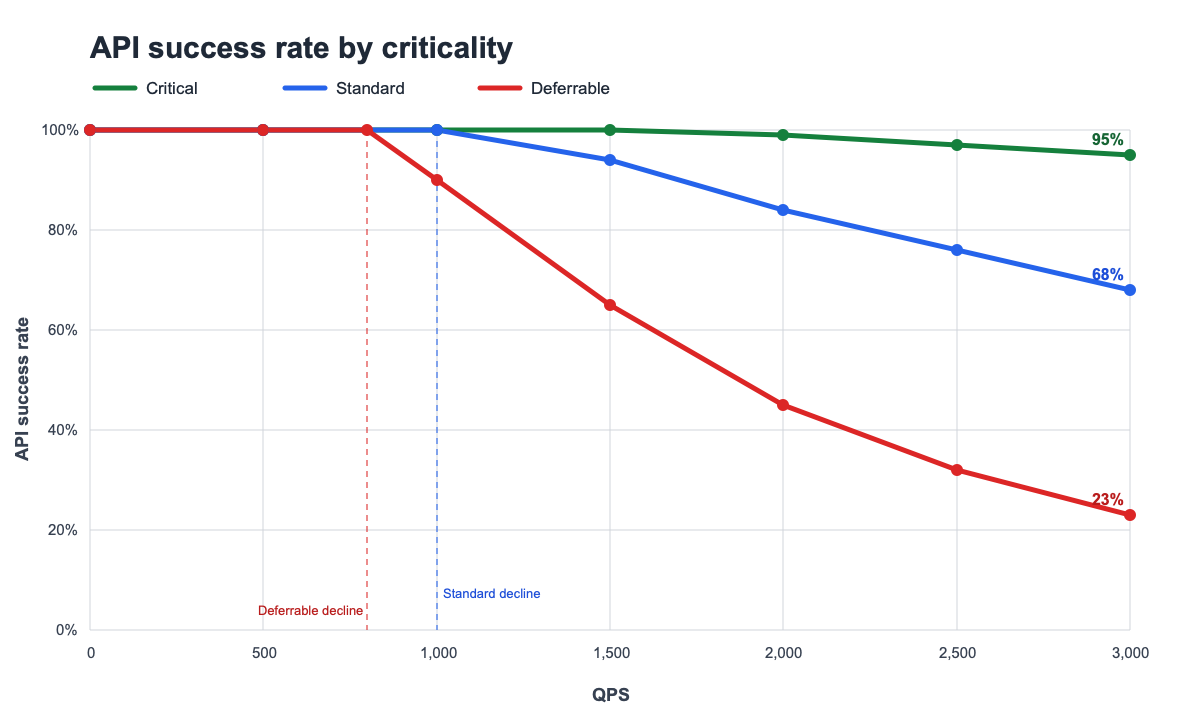 API success rate by criticality
Critical Standard Deferrable
100%
80%
60%
40%
20%
0%
API success rate
95%
68%
23%
Deferrable decline
Standard decline
0 500 1,000 1,500 2,000 2,500 3,000
QPS